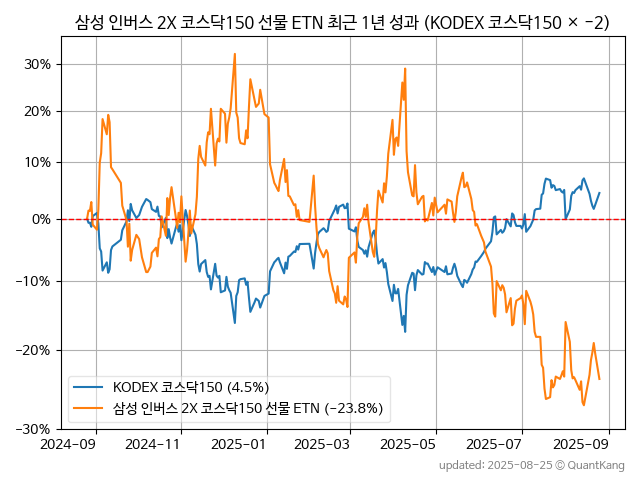 삼성 인버스 2X 코스닥150 선물 ETN 최근 1년 성과 (KODEX 코스닥150 × −2)
30%
20%
10%
0%
−10%
−20%
−30%
KODEX 코스닥150 (4.5%)
삼성 인버스 2X 코스닥150 선물 ETN (−23.8%)
2024-09 2024-11 2025-01 2025-03 2025-05 2025-07 2025-09
updated: 2025-08-25 © QuantKang